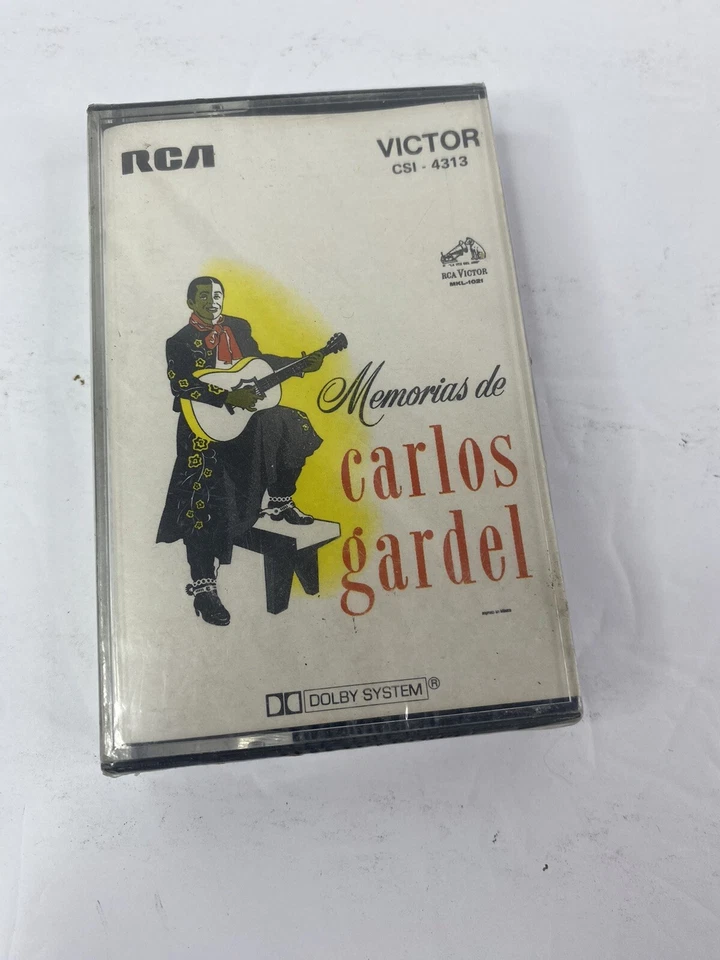 RCA
VICTOR
CSI - 4313
RCA VICTOR
MKL-1021
Memorias de
carlos
gardel
DOLBY SYSTEM®